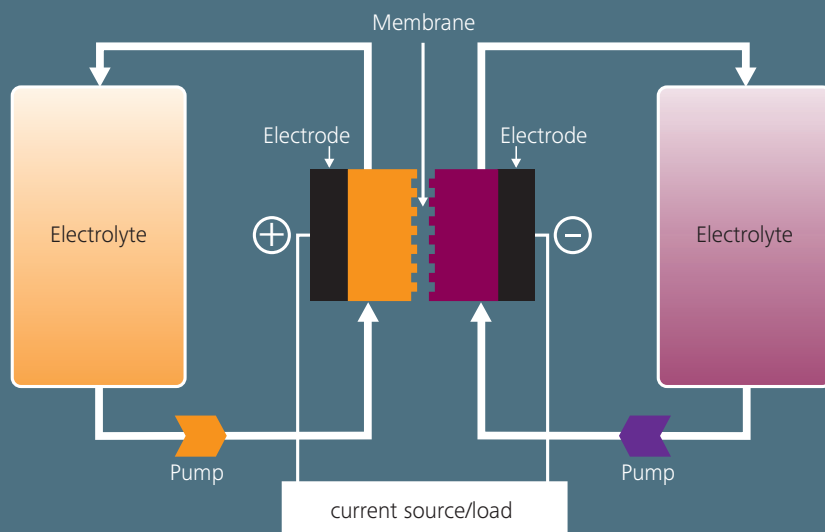 Membrane
Electrode
Electrode
Electrolyte
Electrolyte
+
-
Pump
Pump
current source/load